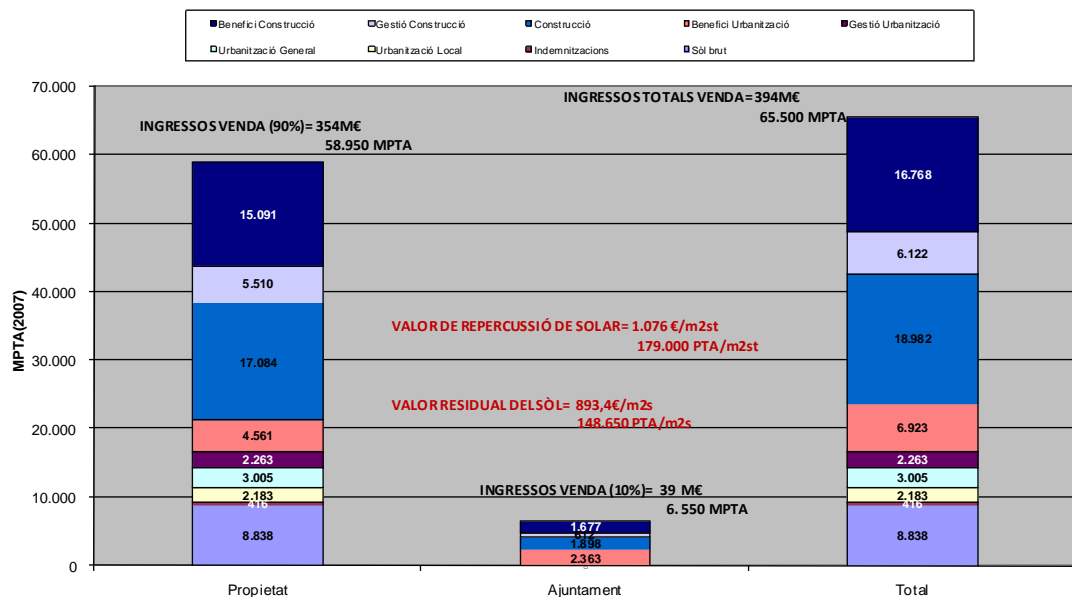 Benefici Construcció
Gestió Construcció
Construcció
Benefici Urbanització
Gestió Urbanització
Urbanització General
Urbanització Local
Indemnitzacions
Sòl brut
MPTA(2007)
70.000
60.000
50.000
40.000
30.000
20.000
10.000
0
INGRESSOS VENDA (90%)= 354M€
58.950 MPTA
INGRESSOS TOTALS VENDA= 394M€
65.500 MPTA
VALOR DE REPERCUSSIÓ DE SOLAR= 1.076 €/m2st
179.000 PTA/m2st
VALOR RESIDUAL DEL SÒL= 893,4€/m2s
148.650 PTA/m2s
INGRESSOS VENDA (10%)= 39 M€
6.550 MPTA
15.091
5.510
17.084
4.561
2.263
3.005
2.183
416
8.838
1.677
612
1.898
2.363
16.768
6.122
18.982
6.923
2.263
3.005
2.183
416
8.838
Propietat
Ajuntament
Total